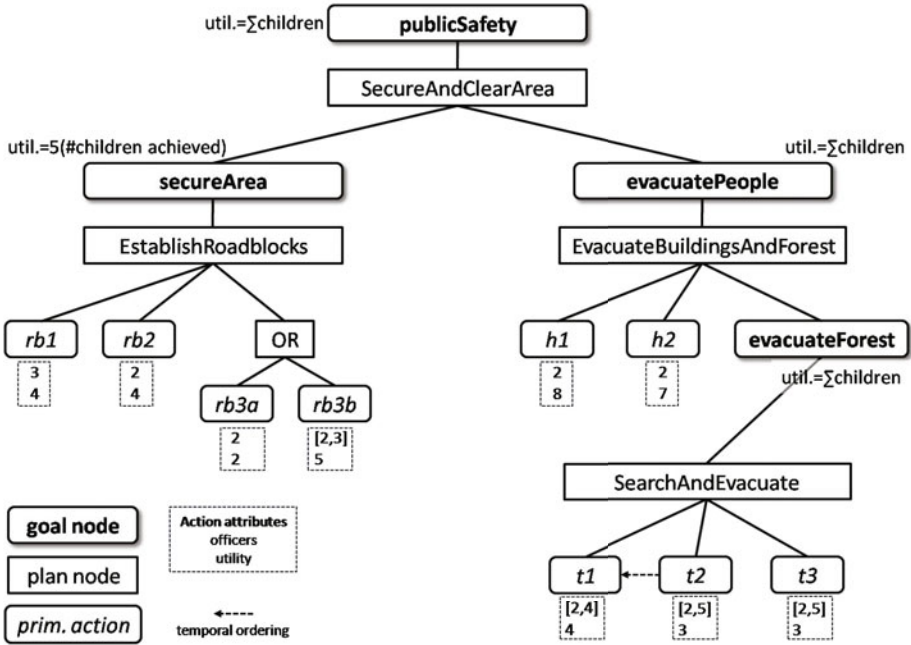 util.=∑children
publicSafety
SecureAndClearArea
util.=5(#children achieved)
util.=∑children
secureArea
evacuatePeople
EstablishRoadblocks
EvacuateBuildingsAndForest
rb1
rb2
OR
h1
h2
evacuateForest
3
4
2
4
2
8
2
7
util.=∑children
rb3a
rb3b
2
2
[2,3]
5
SearchAndEvacuate
goal node
Action attributes
officers
utility
plan node
t1
t2
t3
prim. action
temporal ordering
[2,4]
4
[2,5]
3
[2,5]
3